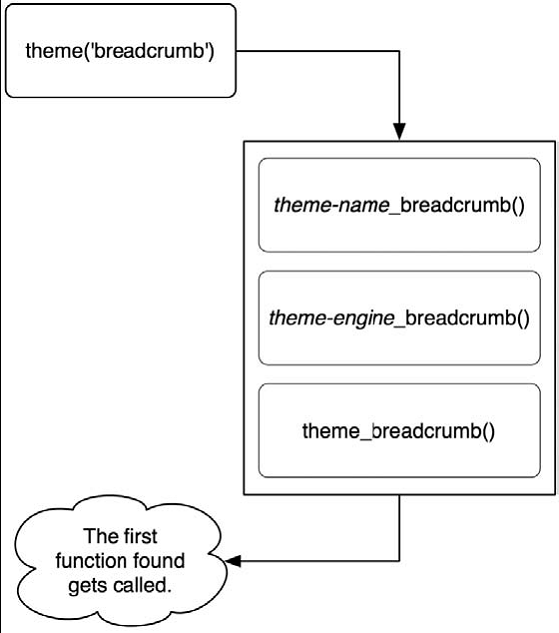 theme('breadcrumb')
theme-name_breadcrumb()
theme-engine_breadcrumb()
theme_breadcrumb()
The first
function found
gets called.